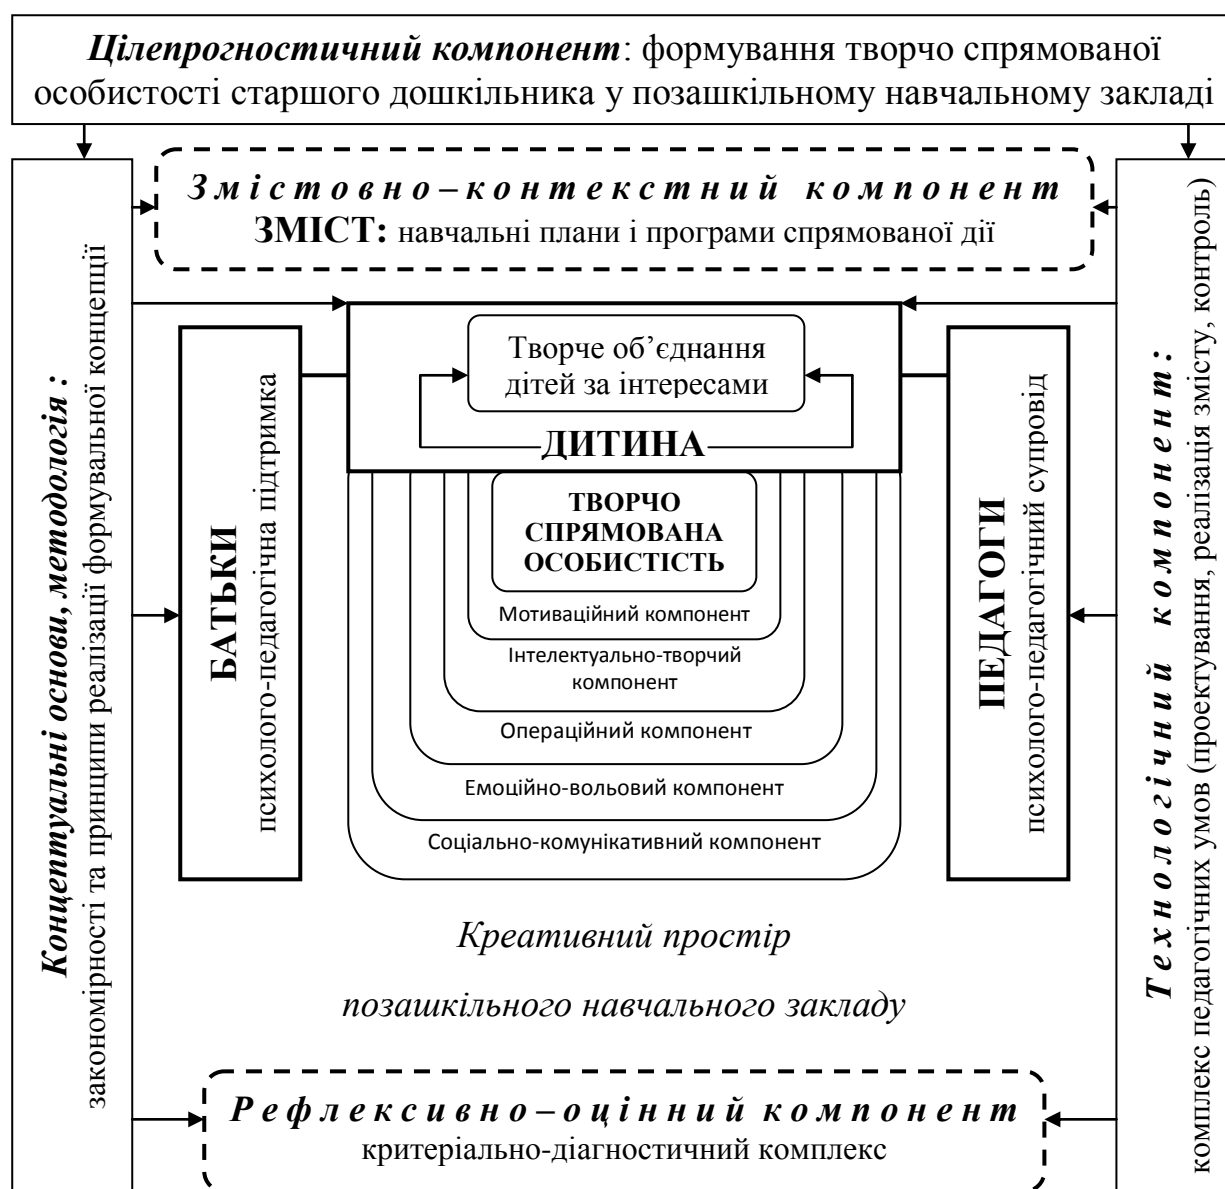 Цілепрогностичний компонент: формування творчо спрямованої
особистості старшого дошкільника у позашкільному навчальному закладі
Концептуальні основи, методологія :
закономірності та принципи реалізації формувальної концепції
Змістовно–контекстний компонент
ЗМІСТ: навчальні плани і програми спрямованої дії
БАТЬКИ
психолого-педагогічна підтримка
Творче об’єднання
дітей за інтересами
ДИТИНА
ТВОРЧО
СПРЯМОВАНА
ОСОБИСТІСТЬ
Мотиваційний компонент
Інтелектуально-творчий
компонент
Операційний компонент
Емоційно-вольовий компонент
Соціально-комунікативний компонент
ПЕДАГОГИ
психолого-педагогічний супровід
Технологічний компонент:
комплекс педагогічних умов (проектування, реалізація змісту, контроль)
Креативний простір
позашкільного навчального закладу
Рефлексивно–оцінний компонент
критеріально-діагностичний комплекс